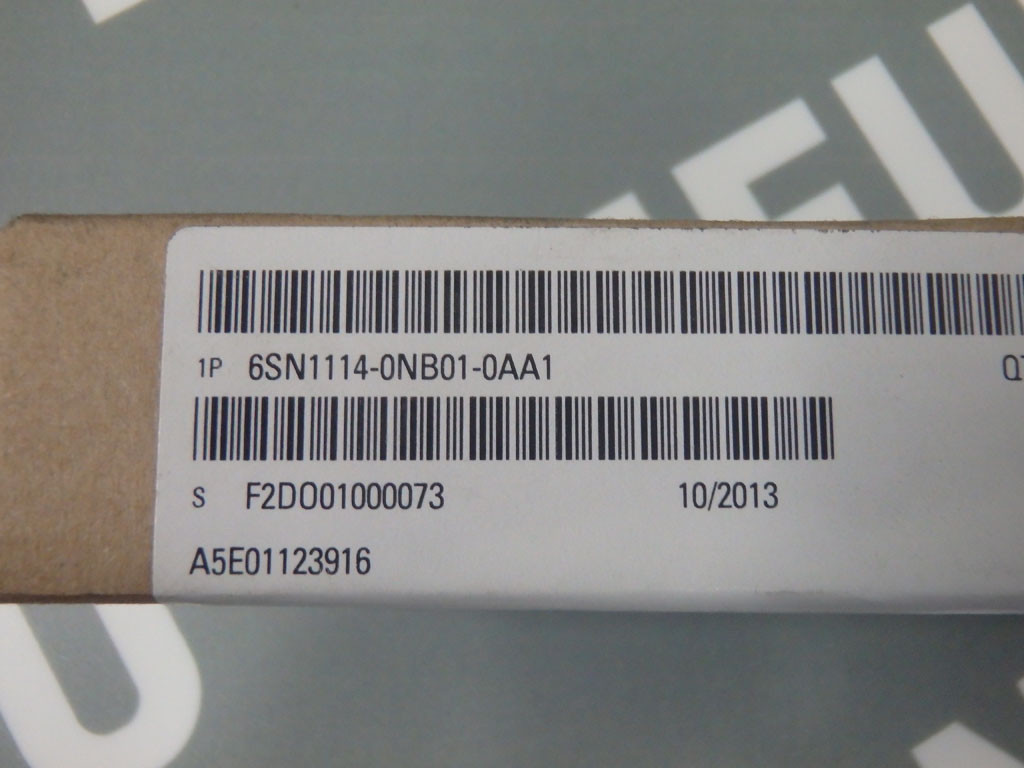 1P 6SN1114-0NB01-0AA1
S F2DO01000073 10/2013
A5E01123916